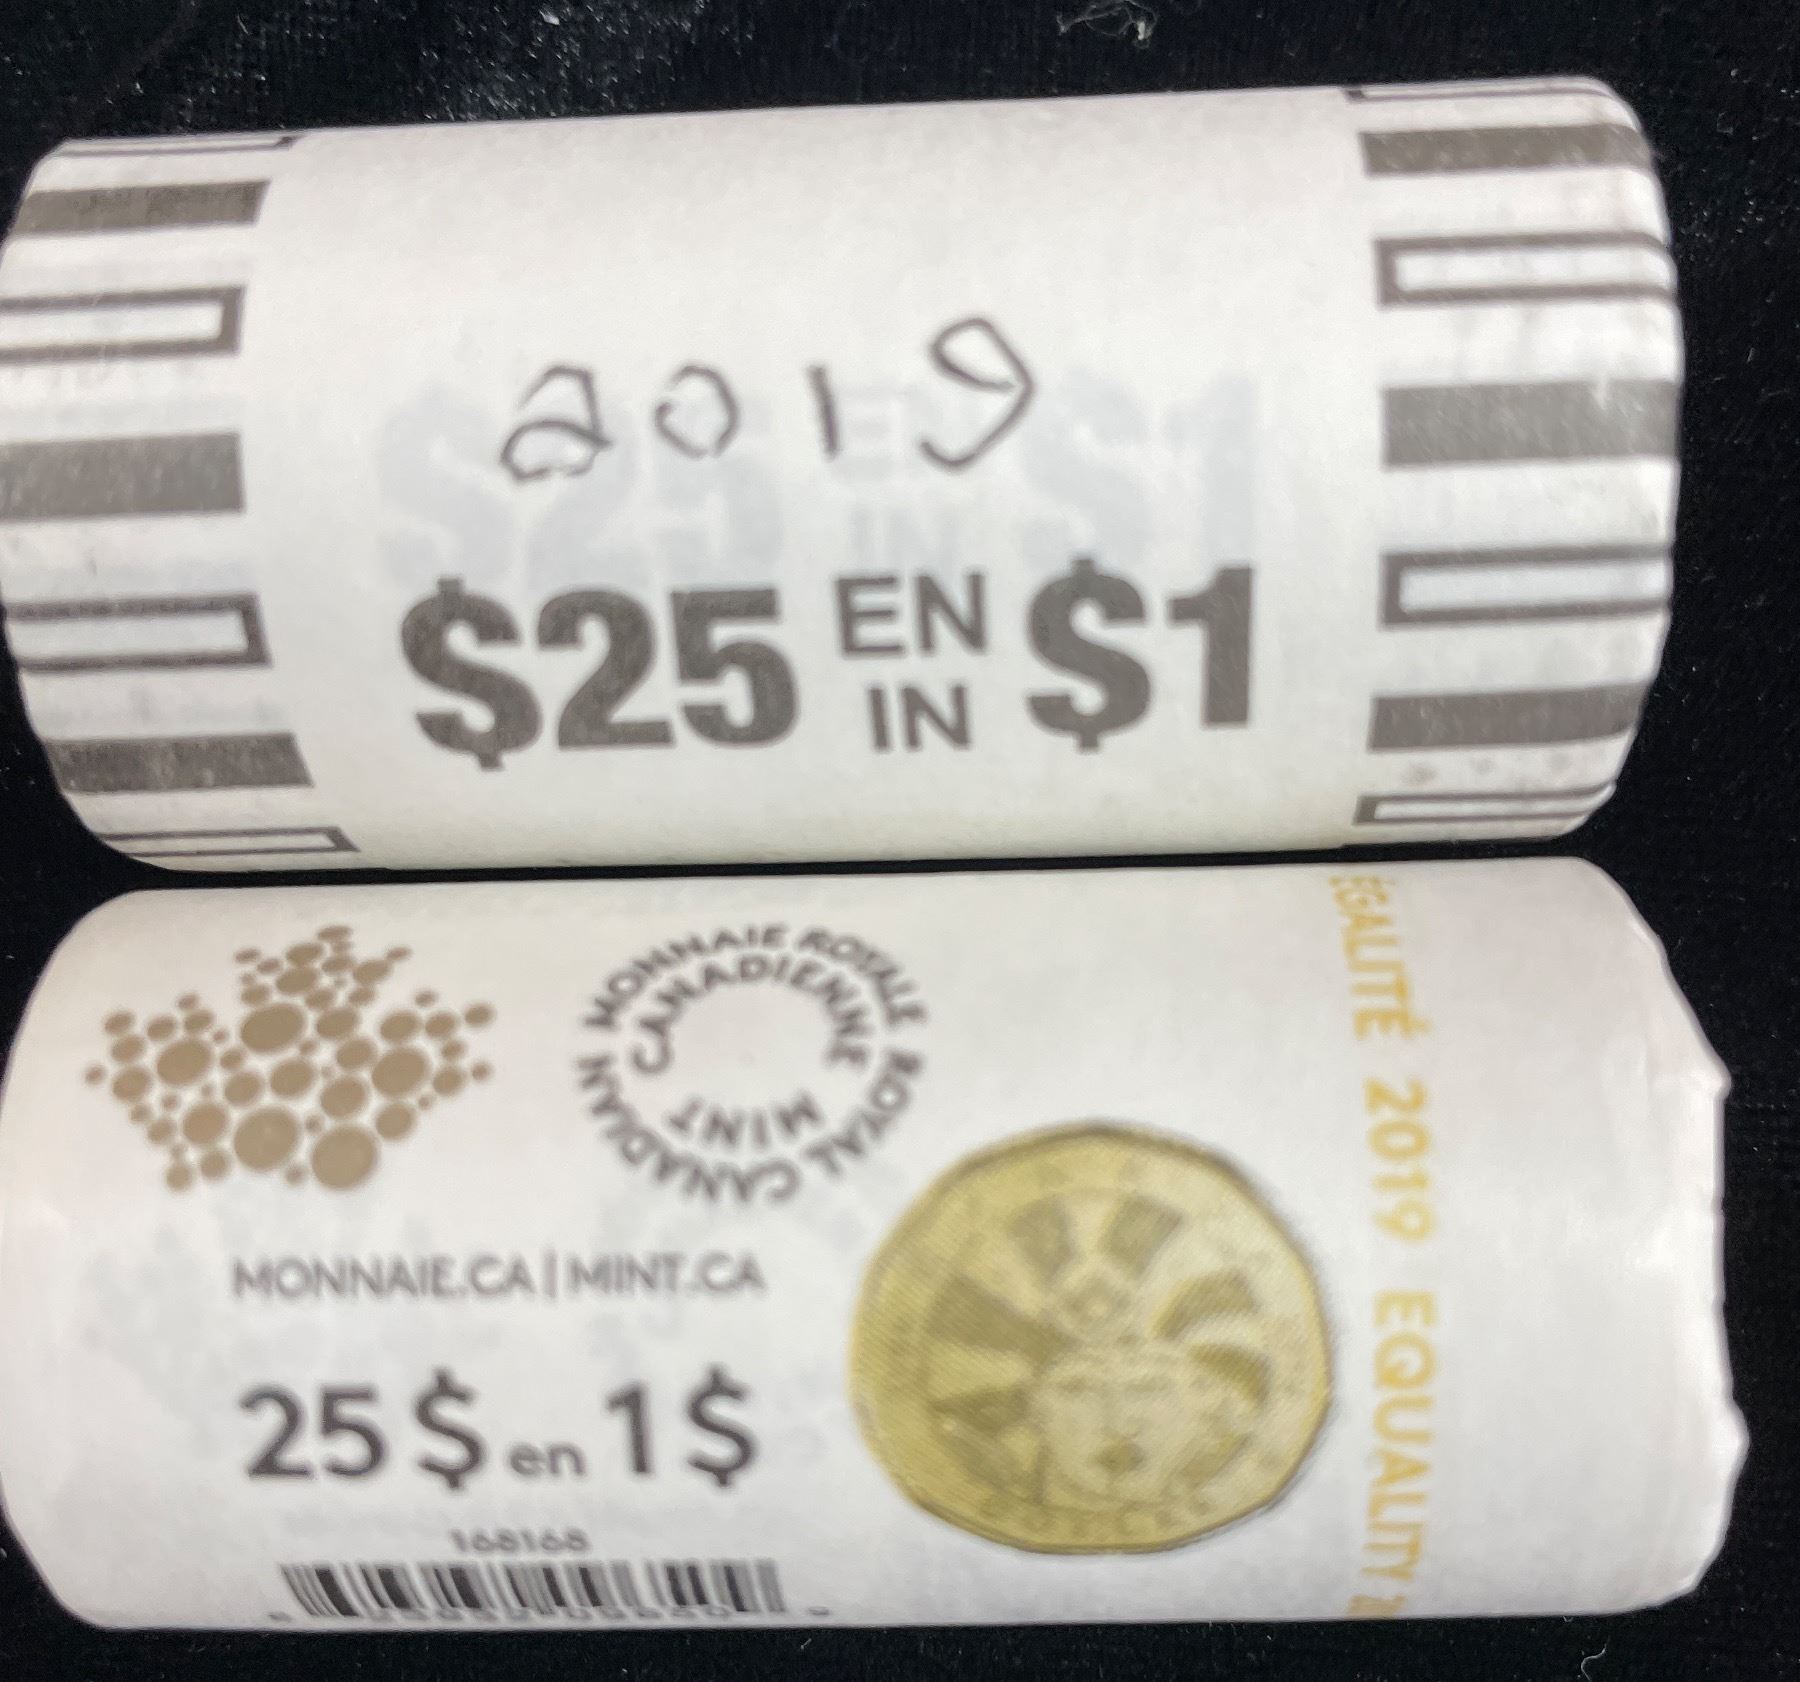 2019
$25 EN IN $1
MONNAIE ROYALE CANADIENNE
ROYAL CANADIAN MINT
MONNAIE.CA | MINT.CA
25 $ en 1 $
168168
ÉGALITÉ 2019 EQUALITY